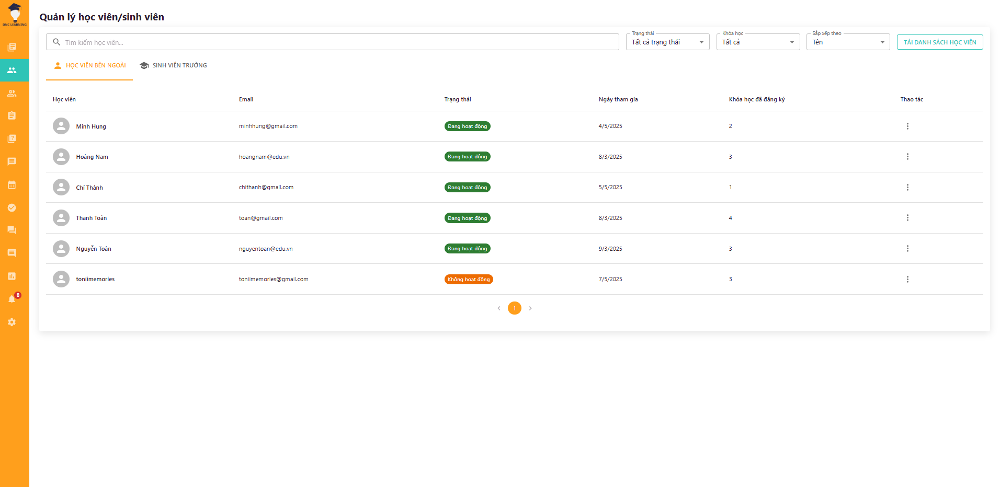 DNC LEARNING
Quản lý học viên/sinh viên
Tìm kiếm học viên...
Trạng thái
Tất cả trạng thái
Khóa học
Tất cả
Sắp xếp theo
Tên
TẢI DANH SÁCH HỌC VIÊN
HỌC VIÊN BÊN NGOÀI
SINH VIÊN TRƯỜNG
Học viên Email Trạng thái Ngày tham gia Khóa học đã đăng ký Thao tác
Minh Hung minhhung@gmail.com Đang hoạt động 4/5/2025 2
Hoàng Nam hoangnam@edu.vn Đang hoạt động 8/3/2025 3
Chí Thành chithanh@gmail.com Đang hoạt động 5/5/2025 1
Thanh Toàn toan@gmail.com Đang hoạt động 8/3/2025 4
Nguyễn Toàn nguyentoan@edu.vn Đang hoạt động 9/3/2025 3
toniimemories toniimemories@gmail.com Không hoạt động 7/5/2025 3
1
8